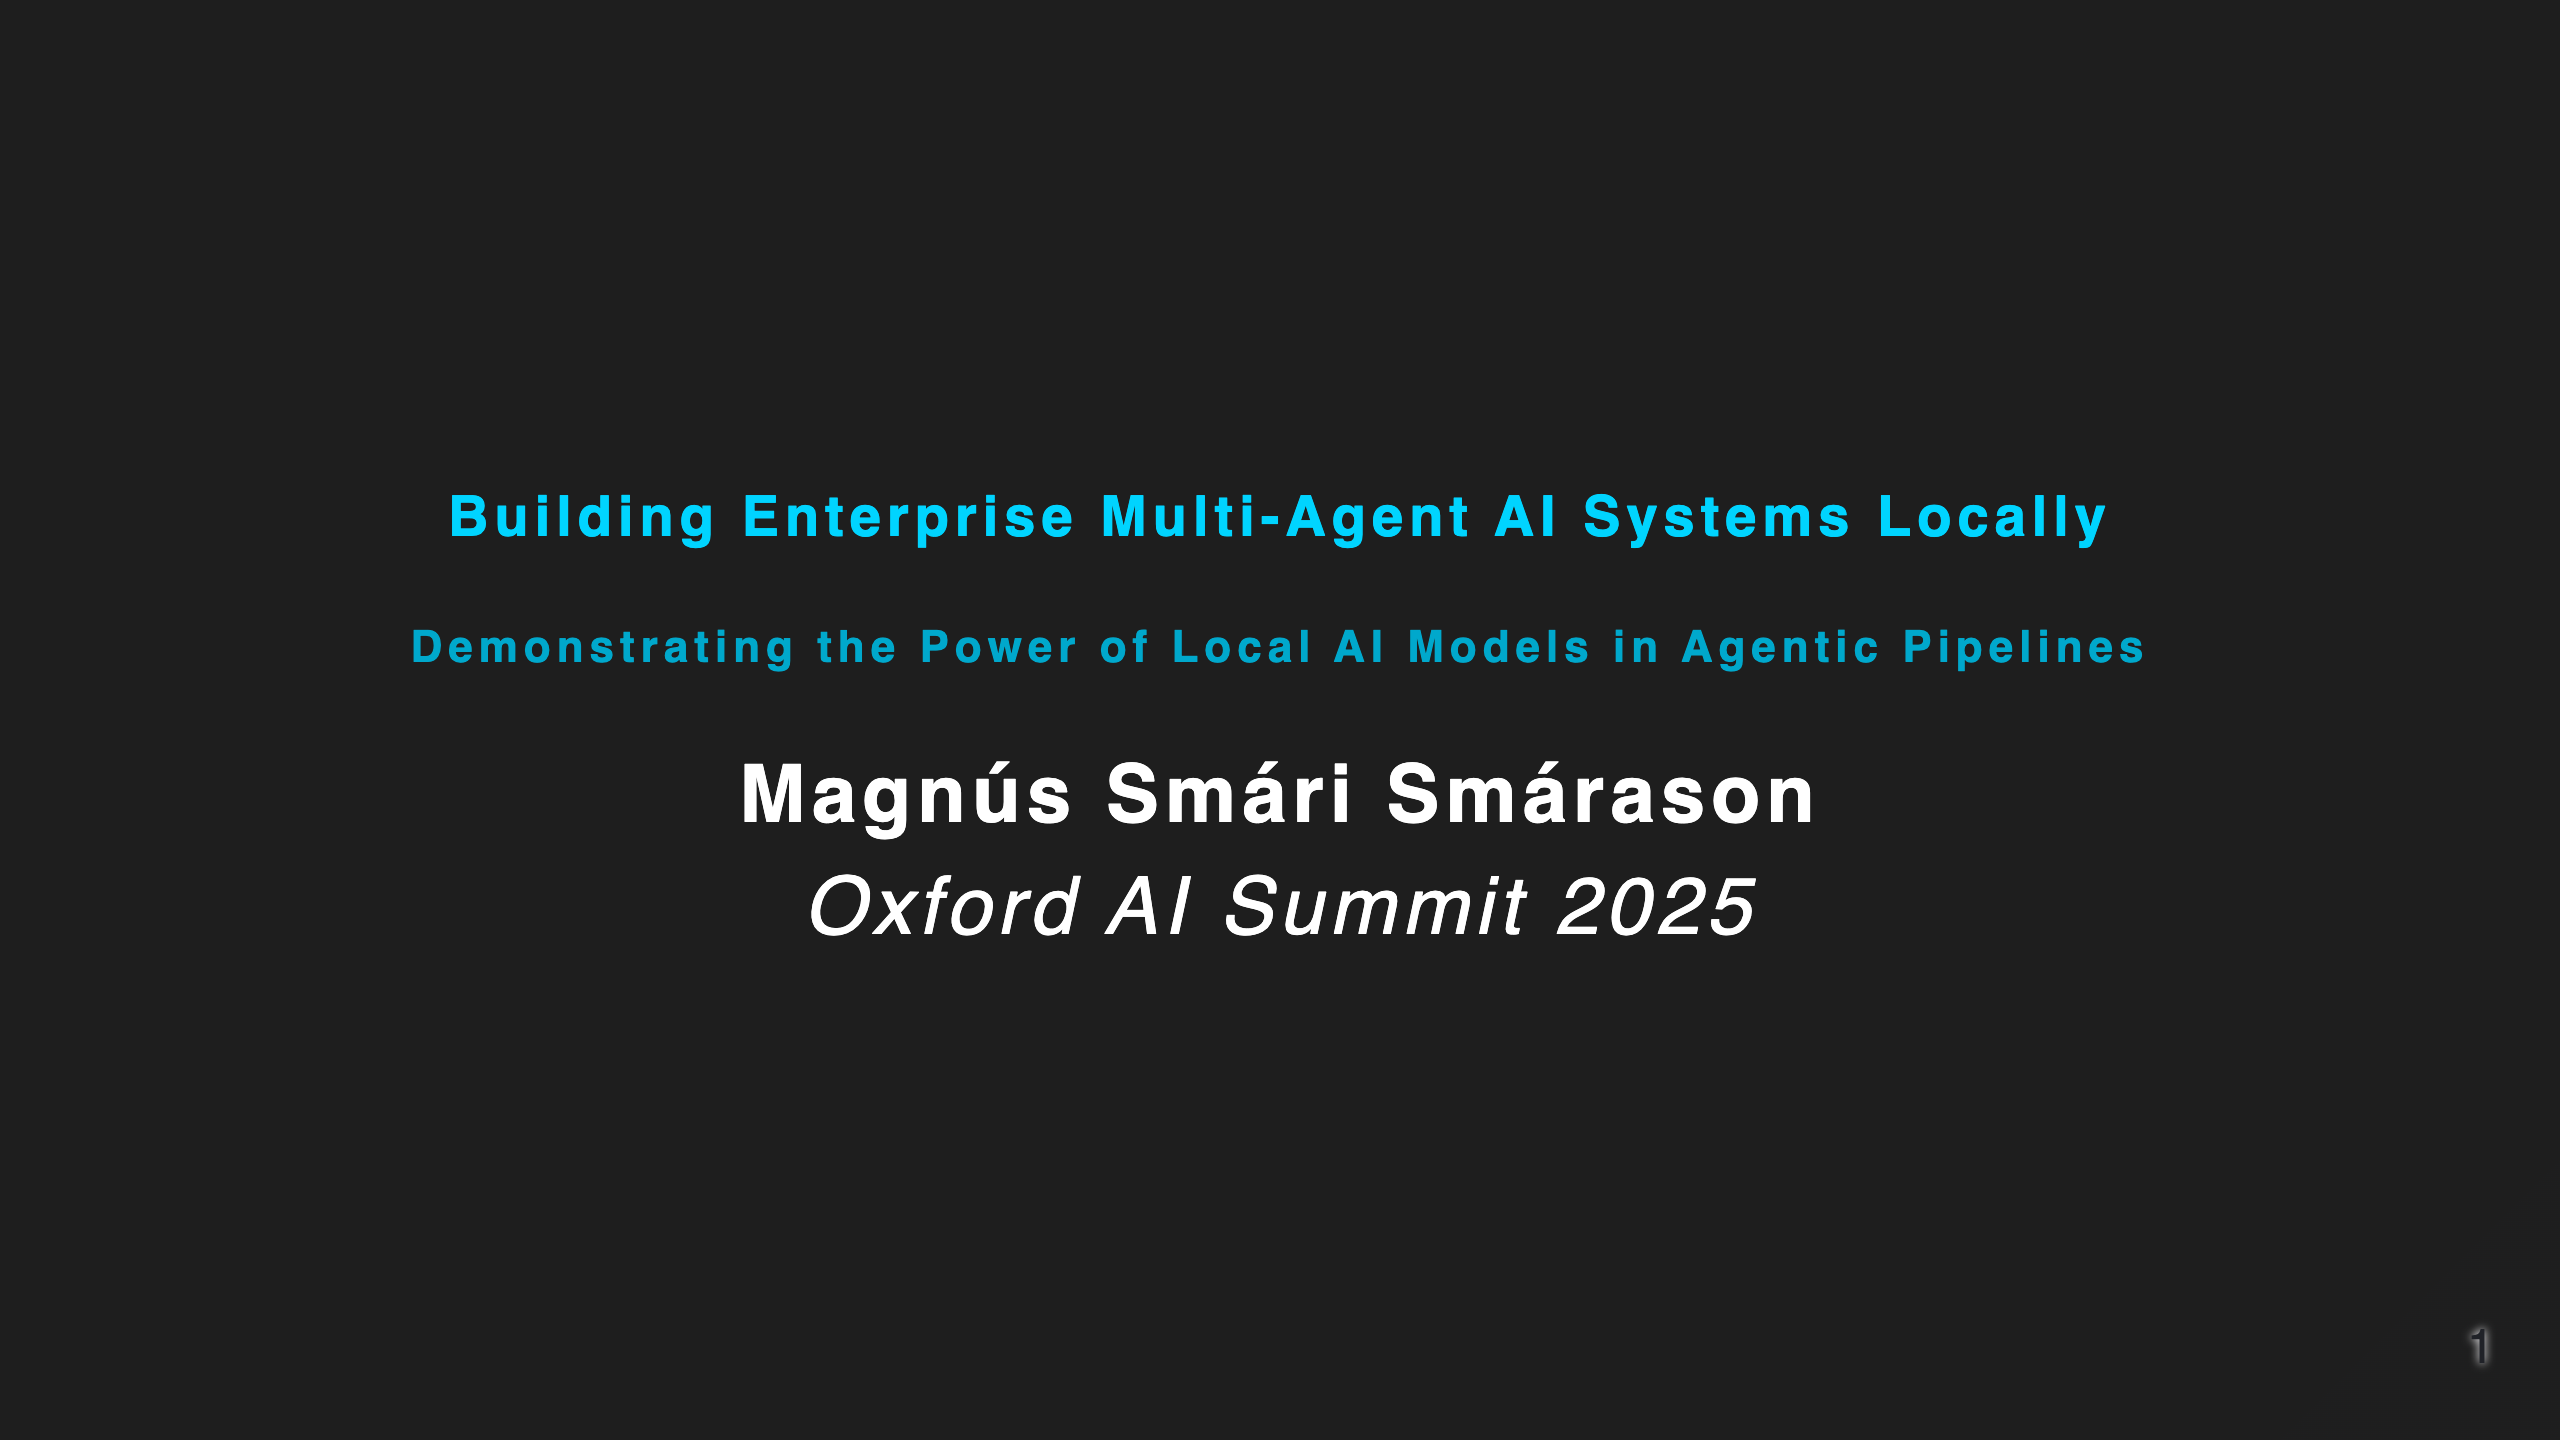 Building Enterprise Multi-Agent AI Systems Locally
Demonstrating the Power of Local AI Models in Agentic Pipelines
Magnús Smári Smárason
Oxford AI Summit 2025
1